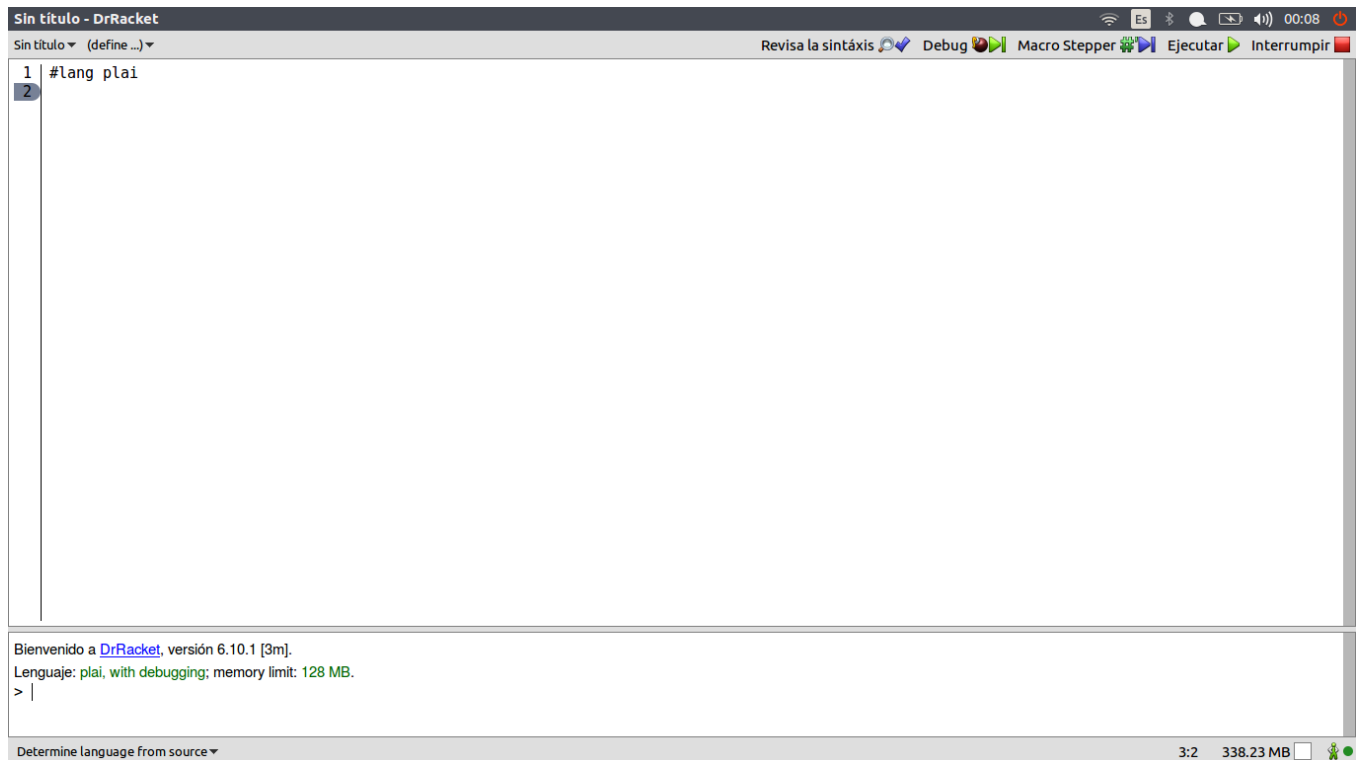 Sin título - DrRacket Es 00:08
Sin título (define ...) Revisa la sintáxis Debug Macro Stepper Ejecutar Interrumpir
1 #lang plai
2
Bienvenido a DrRacket, versión 6.10.1 [3m].
Lenguaje: plai, with debugging; memory limit: 128 MB.
>
Determine language from source 3:2 338.23 MB